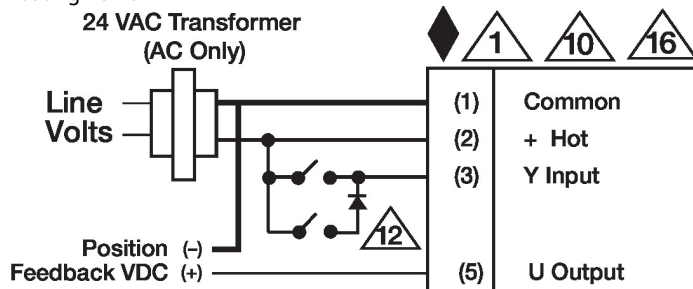 24 VAC Transformer
(AC Only)
1 10 16
Line
Volts
(1) Common
(2) + Hot
(3) Y Input
12
Position (–)
Feedback VDC (+)
(5) U Output